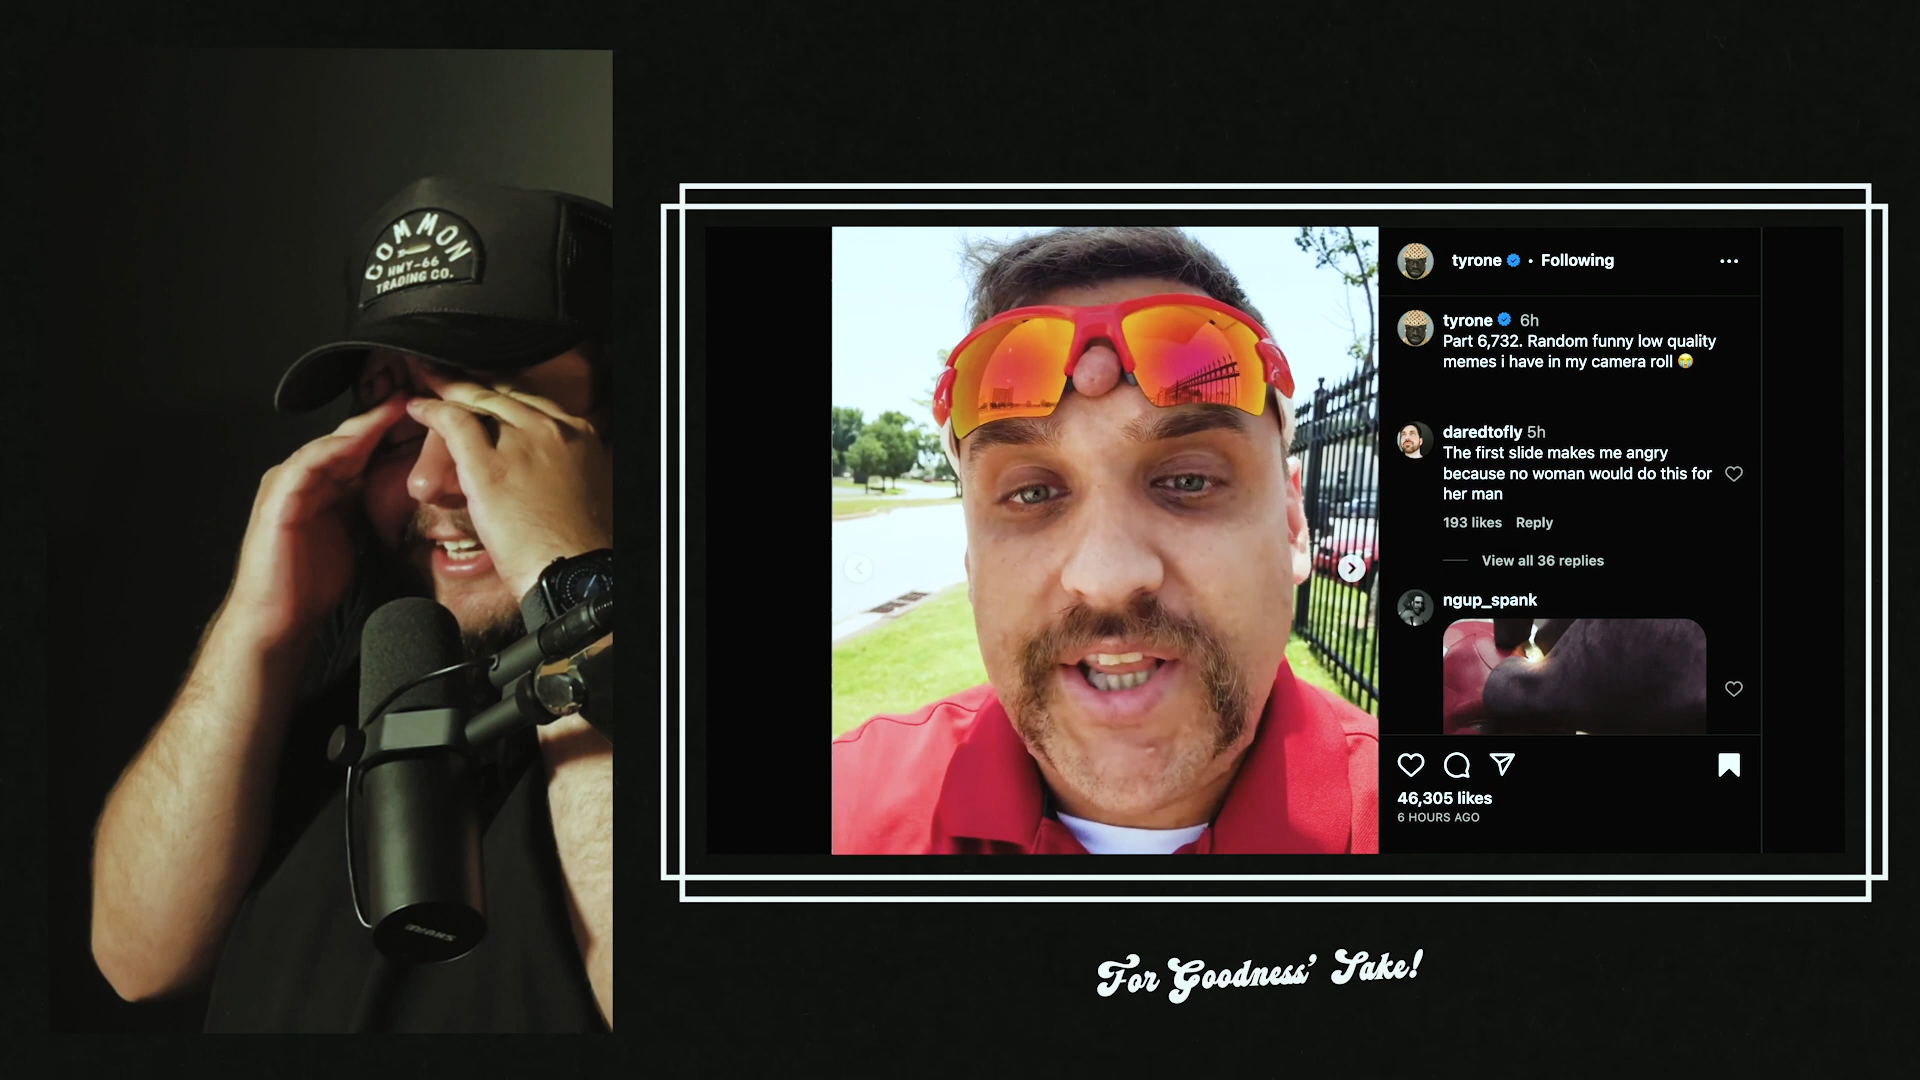 COMMON
HWY-66
TRADING CO.
SHURE
tyrone • Following
tyrone 6h
Part 6,732. Random funny low quality
memes i have in my camera roll 😭
daredtofly 5h
The first slide makes me angry
because no woman would do this for
her man
193 likes Reply
View all 36 replies
ngup_spank
46,305 likes
6 HOURS AGO
For Goodness' Sake!